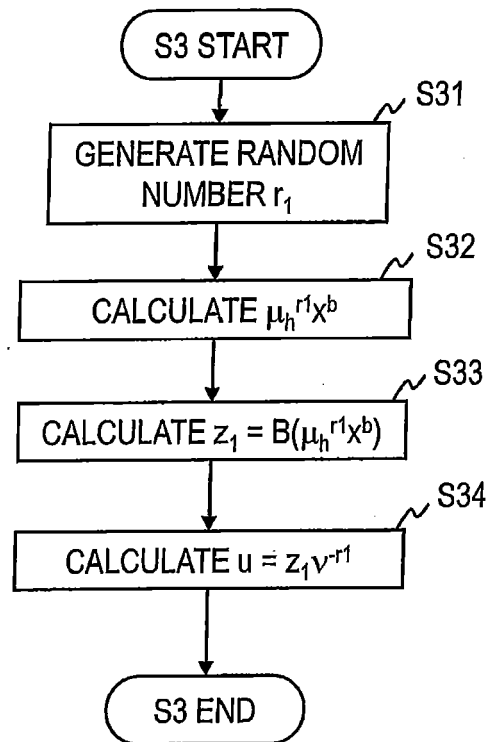 S3 START
S31
GENERATE RANDOM
NUMBER r₁
S32
CALCULATE μₕʳ¹xᵇ
S33
CALCULATE z₁ = B(μₕʳ¹xᵇ)
S34
CALCULATE u = z₁ν⁻ʳ¹
S3 END